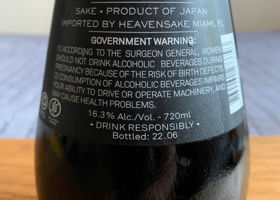 SAKE • PRODUCT OF JAPAN
IMPORTED BY HEAVENSAKE MIAMI, FL
GOVERNMENT WARNING:
(1) ACCORDING TO THE SURGEON GENERAL, WOMEN
SHOULD NOT DRINK ALCOHOLIC BEVERAGES DURING
PREGNANCY BECAUSE OF THE RISK OF BIRTH DEFECTS.
(2) CONSUMPTION OF ALCOHOLIC BEVERAGES IMPAIRS
YOUR ABILITY TO DRIVE OR OPERATE MACHINERY, AND
MAY CAUSE HEALTH PROBLEMS.
16.3% Alc./Vol - 720ml
• DRINK RESPONSIBLY •
Bottled: 22.06